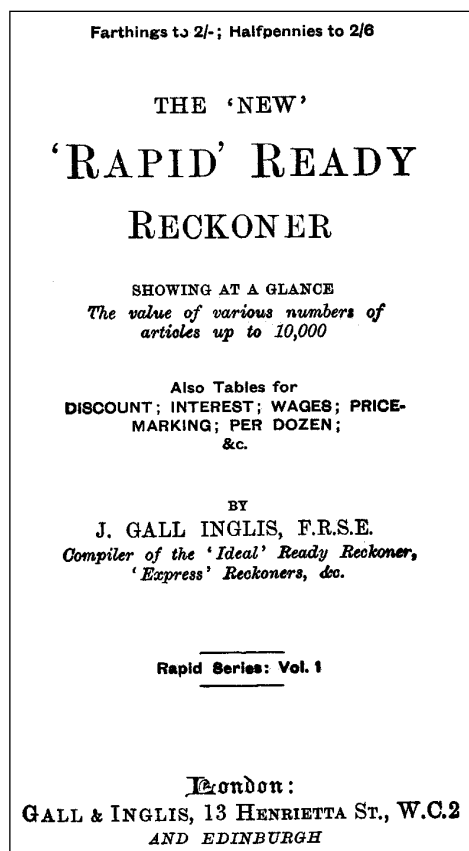 Farthings to 2/-; Halfpennies to 2/6
THE ‘NEW’
‘RAPID’ READY
RECKONER
SHOWING AT A GLANCE
The value of various numbers of
articles up to 10,000
Also Tables for
DISCOUNT; INTEREST; WAGES; PRICE-
MARKING; PER DOZEN;
&c.
BY
J. GALL INGLIS, F.R.S.E.
Compiler of the ‘Ideal’ Ready Reckoner,
‘Express’ Reckoners, &c.
Rapid Series: Vol. 1
London:
GALL & INGLIS, 13 HENRIETTA ST., W.C.2
AND EDINBURGH